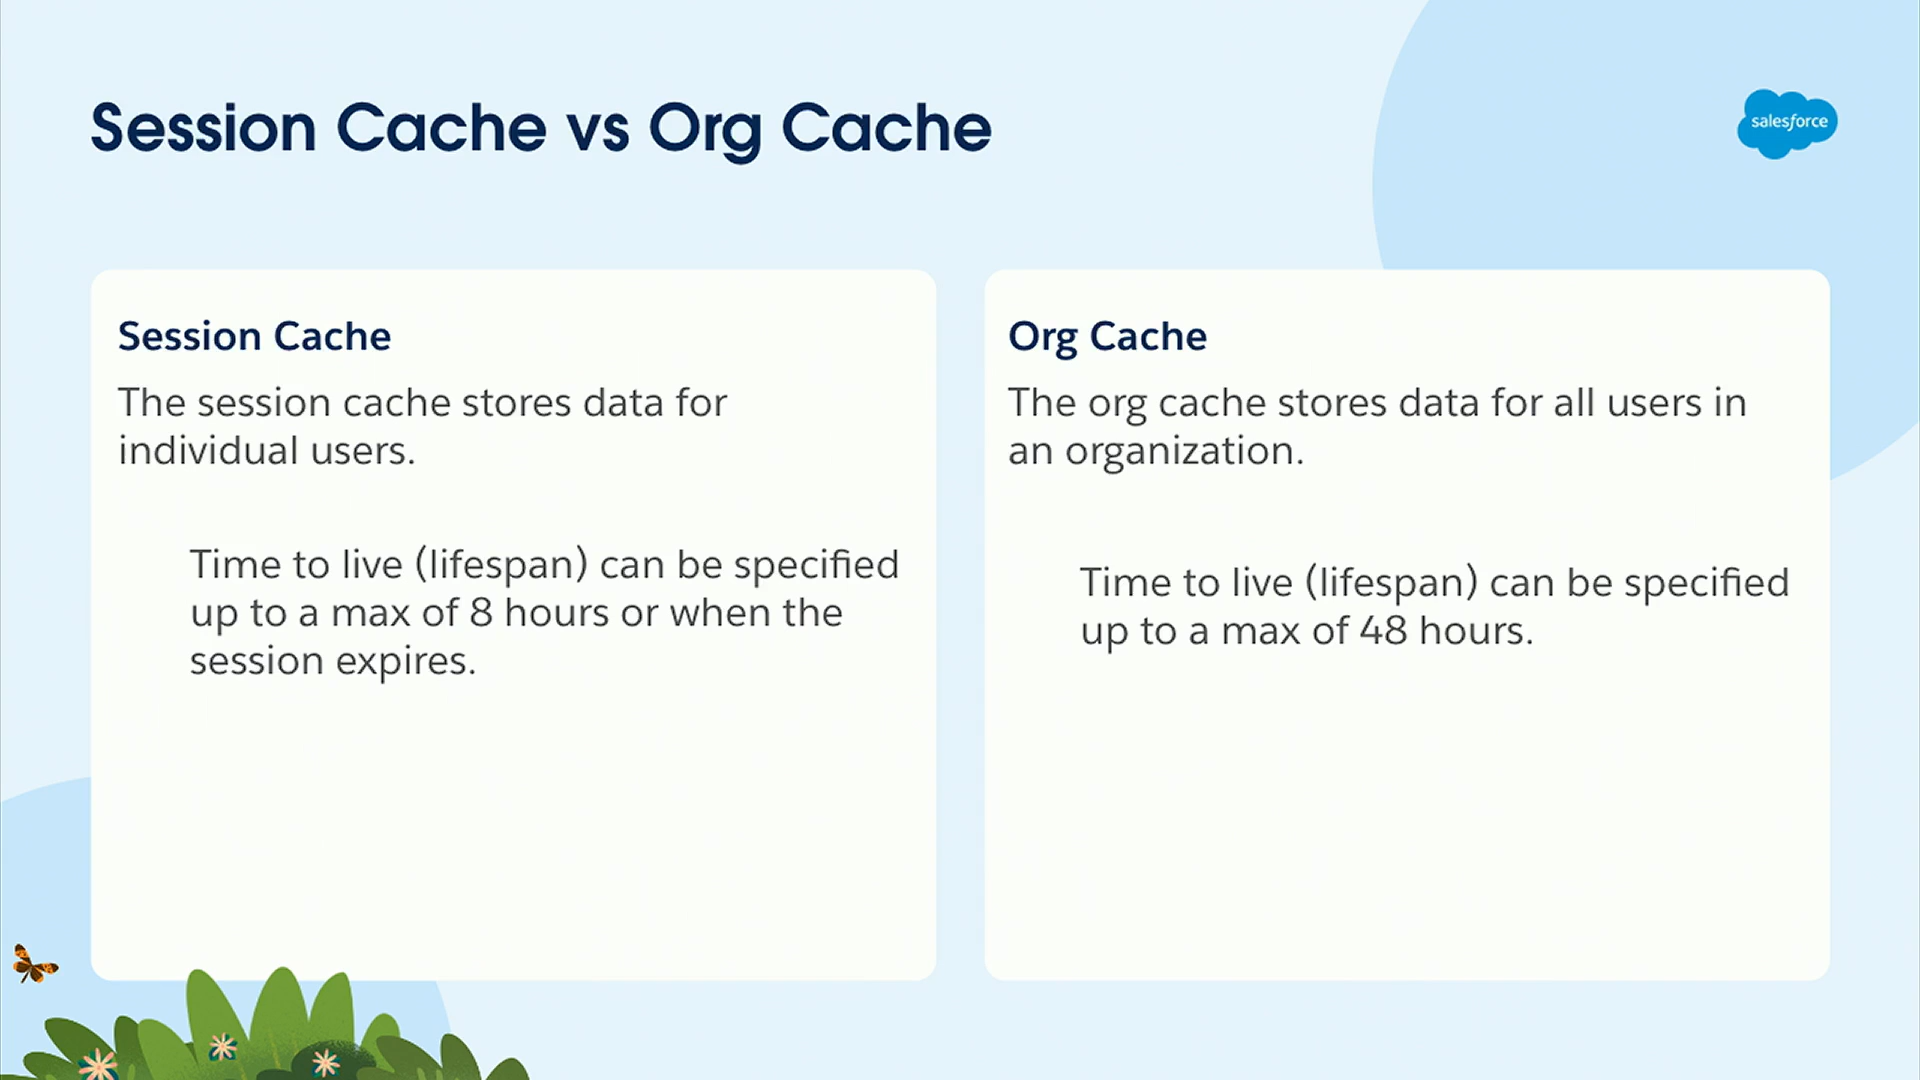 Session Cache vs Org Cache
salesforce
Session Cache
The session cache stores data for
individual users.
Time to live (lifespan) can be specified
up to a max of 8 hours or when the
session expires.
Org Cache
The org cache stores data for all users in
an organization.
Time to live (lifespan) can be specified
up to a max of 48 hours.